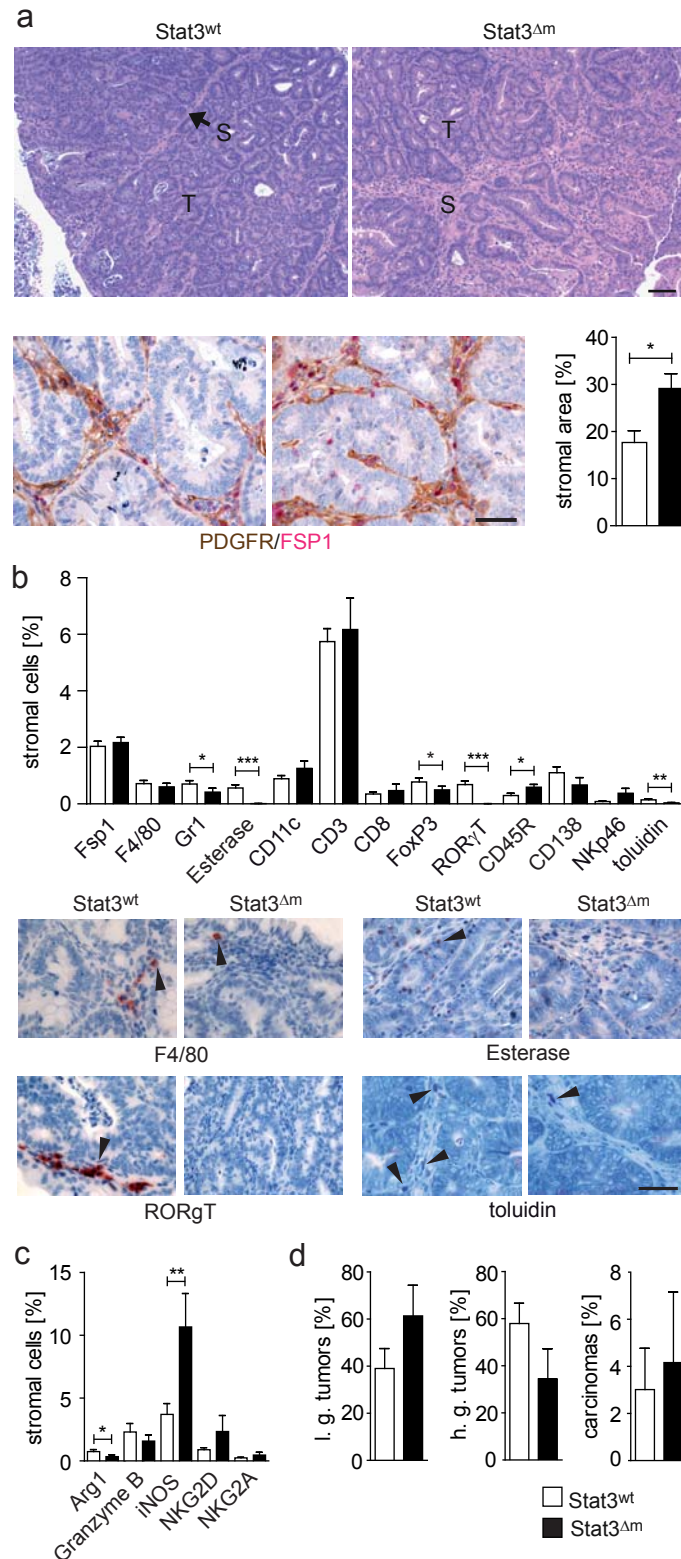 a
Stat3wt
Stat3Δm
S
T
T
S
PDGFR/FSP1
stromal area [%]
40
30
20
10
0
*
b
stromal cells [%]
8
6
4
2
0
* *** * *** * **
Fsp1
F4/80
Gr1
Esterase
CD11c
CD3
CD8
FoxP3
RORγT
CD45R
CD138
NKp46
toluidin
Stat3wt
Stat3Δm
Stat3wt
Stat3Δm
F4/80
Esterase
RORgT
toluidin
c
stromal cells [%]
15
10
5
0
* **
Arg1
Granzyme B
iNOS
NKG2D
NKG2A
d
l. g. tumors [%]
80
60
40
20
0
h. g. tumors [%]
80
60
40
20
0
carcinomas [%]
8
6
4
2
0
Stat3wt
Stat3Δm